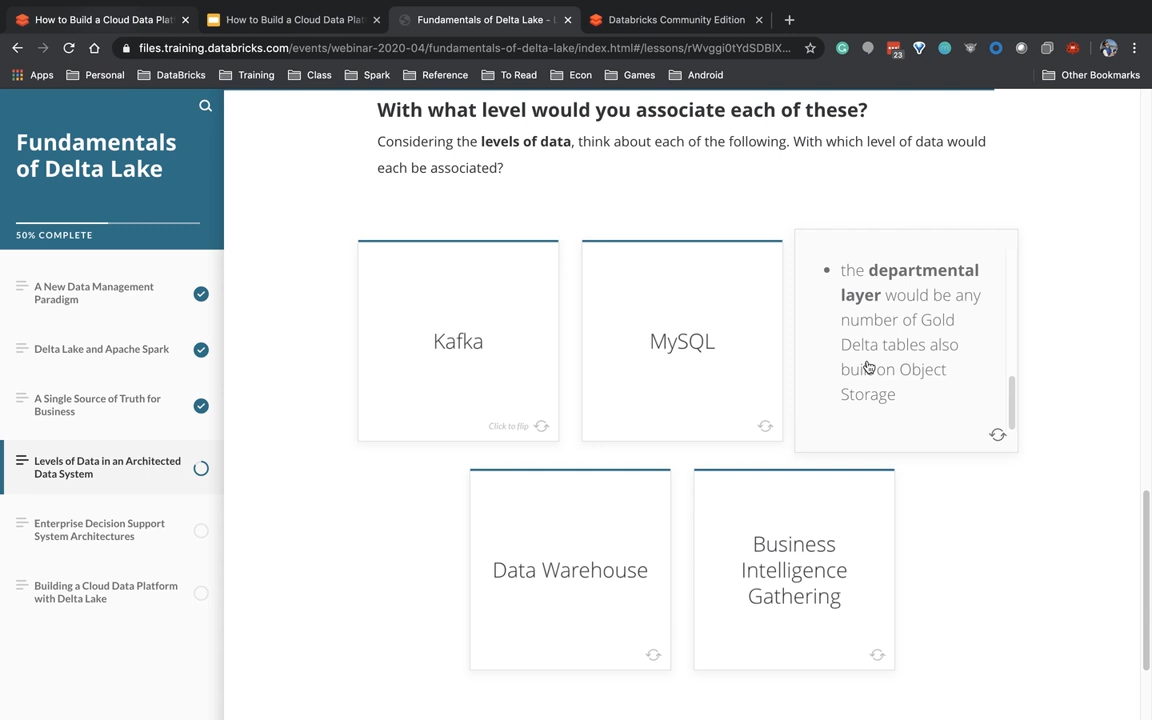 How to Build a Cloud Data Platf
How to Build a Cloud Data Plat
Fundamentals of Delta Lake -
Databricks Community Edition
files.training.databricks.com/events/webinar-2020-04/fundamentals-of-delta-lake/index.html#/lessons/rWvggi0tYdSDBlX...
23
Apps
Personal
DataBricks
Training
Class
Spark
Reference
To Read
Econ
Games
Android
Other Bookmarks
Fundamentals
of Delta Lake
50% COMPLETE
A New Data Management
Paradigm
Delta Lake and Apache Spark
A Single Source of Truth for
Business
Levels of Data in an Architected
Data System
Enterprise Decision Support
System Architectures
Building a Cloud Data Platform
with Delta Lake
With what level would you associate each of these?
Considering the levels of data, think about each of the following. With which level of data would
each be associated?
Kafka
Click to flip
MySQL
• the departmental
layer would be any
number of Gold
Delta tables also
on Object
Storage
Data Warehouse
Business
Intelligence
Gathering